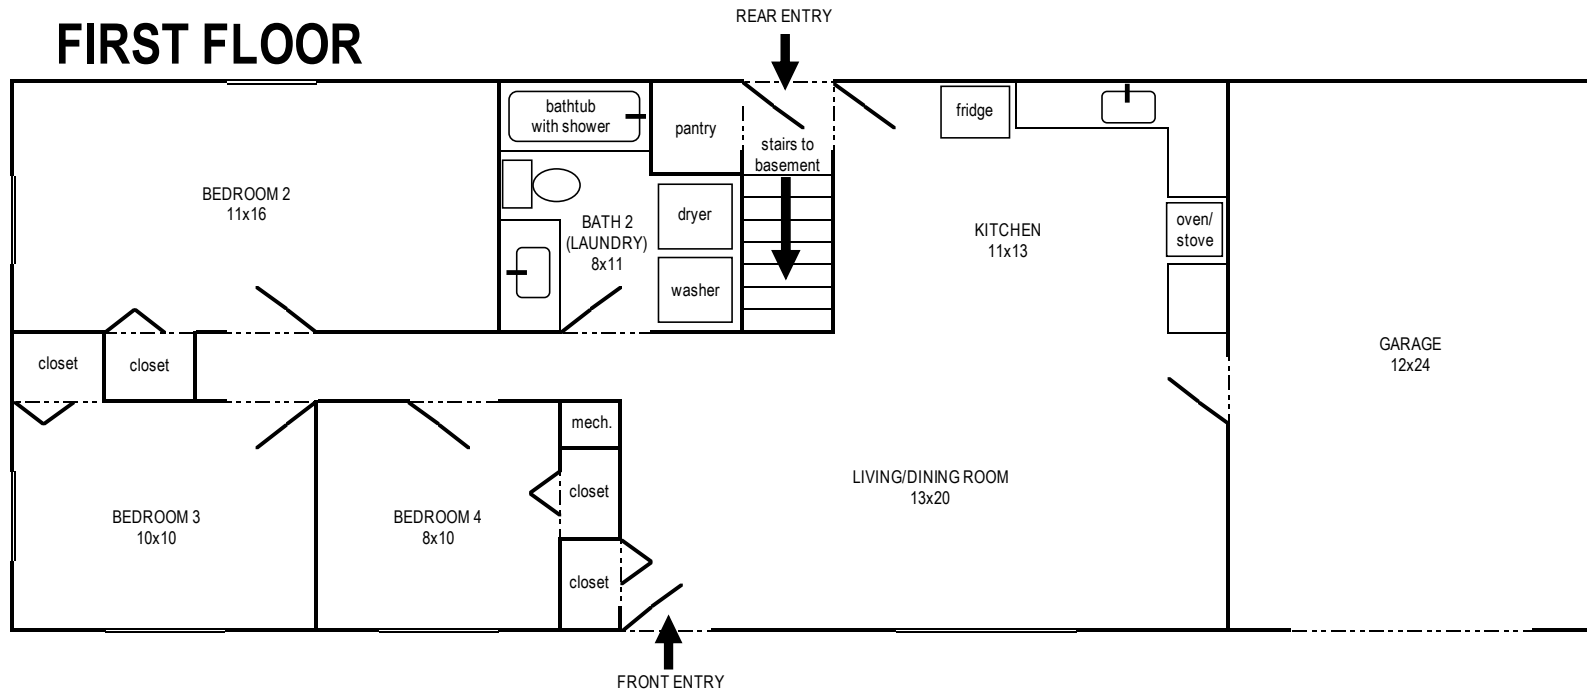 REAR ENTRY
FIRST FLOOR
bathtub
with shower
pantry
fridge
stairs to
basement
BEDROOM 2
11x16
dryer
BATH 2
(LAUNDRY)
8x11
oven/
stove
KITCHEN
11x13
washer
GARAGE
12x24
closet
closet
mech.
LIVING/DINING ROOM
13x20
closet
BEDROOM 3
10x10
BEDROOM 4
8x10
closet
FRONT ENTRY